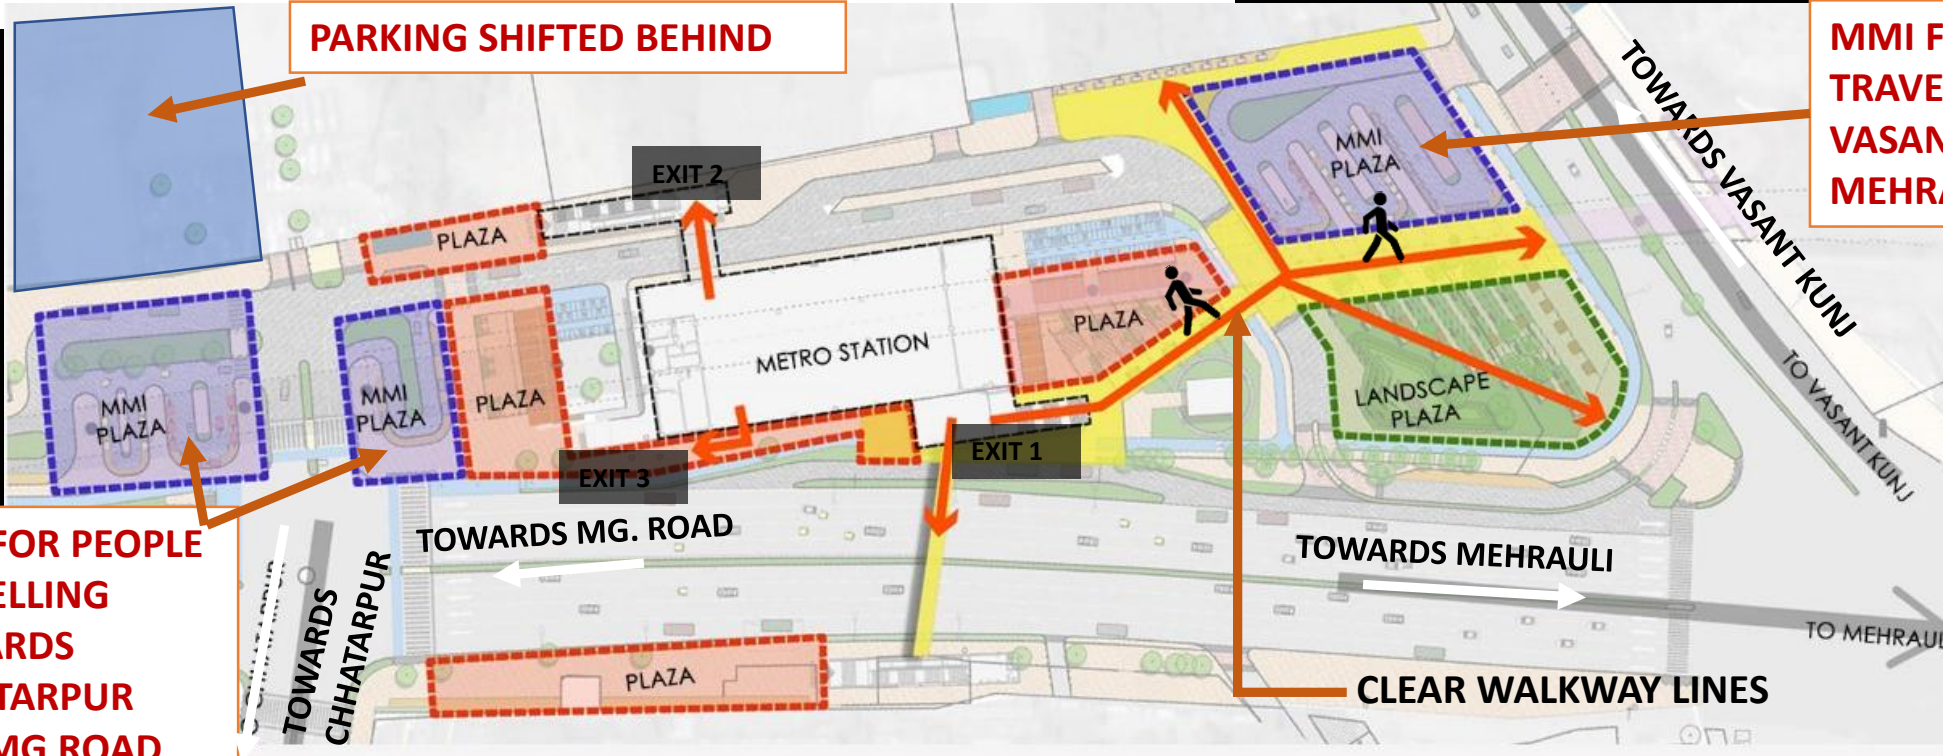 PARKING SHIFTED BEHIND
MMI F
TRAVE
VASAN
MEHRA
TOWARDS VASANT KUNJ
TO VASANT KUNJ
EXIT 2
MMI
PLAZA
PLAZA
METRO STATION
PLAZA
LANDSCAPE
PLAZA
MMI
PLAZA
MMI
PLAZA
PLAZA
EXIT 1
EXIT 3
FOR PEOPLE
ELLING
ARDS
TARPUR
MG ROAD
TOWARDS
CHHATARPUR
TOWARDS MG. ROAD
TOWARDS MEHRAULI
TO MEHRAUL
PLAZA
CLEAR WALKWAY LINES